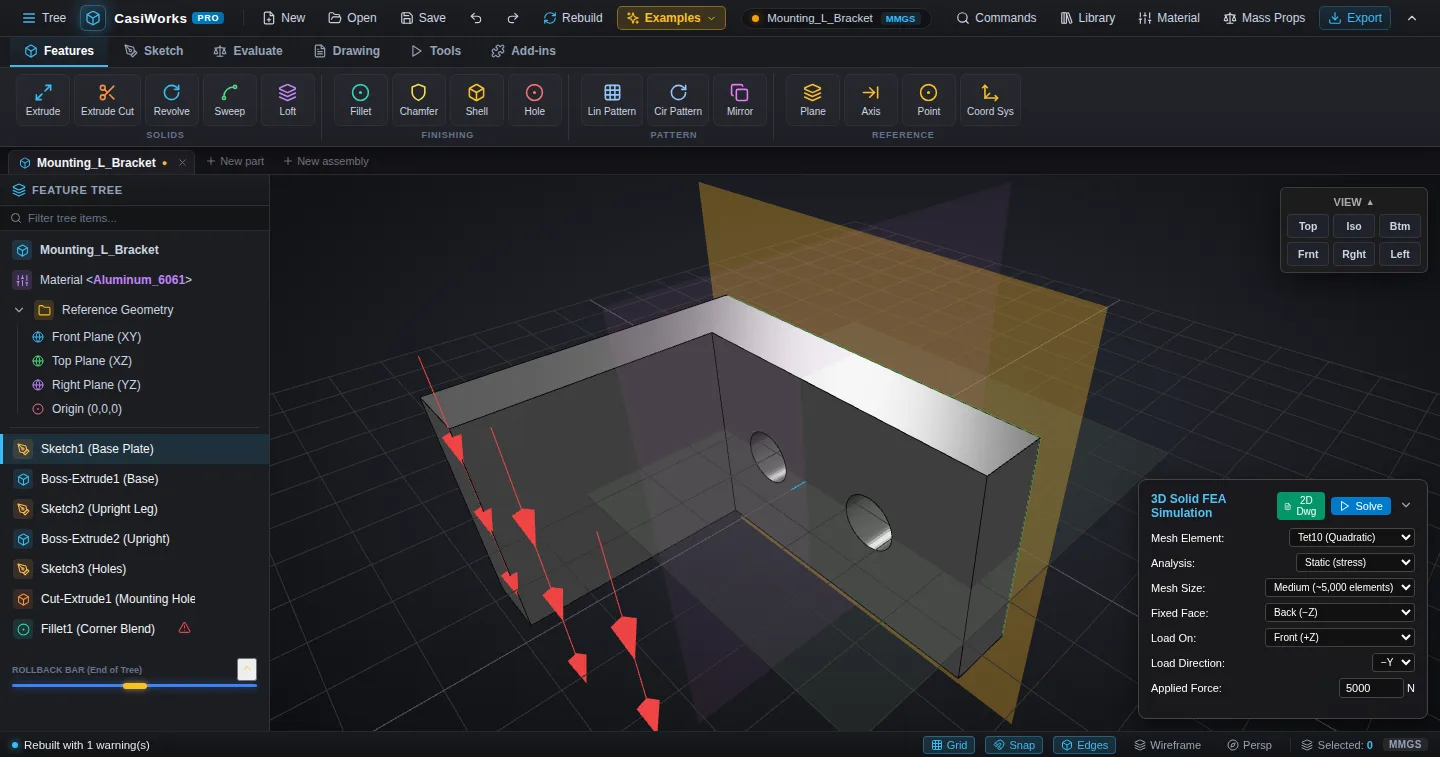 Tree CasiWorks PRO New Open Save Rebuild Examples Mounting_L_Bracket MMGS Commands Library Material Mass Props Export
Features Sketch Evaluate Drawing Tools Add-ins
Extrude Extrude Cut Revolve Sweep Loft Fillet Chamfer Shell Hole Lin Pattern Cir Pattern Mirror Plane Axis Point Coord Sys
SOLIDS FINISHING PATTERN REFERENCE
Mounting_L_Bracket New part New assembly
FEATURE TREE
Filter tree items...
Mounting_L_Bracket
Material <Aluminum_6061>
Reference Geometry
Front Plane (XY)
Top Plane (XZ)
Right Plane (YZ)
Origin (0,0,0)
Sketch1 (Base Plate)
Boss-Extrude1 (Base)
Sketch2 (Upright Leg)
Boss-Extrude2 (Upright)
Sketch3 (Holes)
Cut-Extrude1 (Mounting Hole
Fillet1 (Corner Blend)
ROLLBACK BAR (End of Tree)
VIEW ▲
Top Iso Btm
Frnt Rght Left
3D Solid FEA
Simulation
2D
Dwg
Solve
Mesh Element: Tet10 (Quadratic)
Analysis: Static (stress)
Mesh Size: Medium (~5,000 elements)
Fixed Face: Back (−Z)
Load On: Front (+Z)
Load Direction: −Y
Applied Force: 5000 N
Rebuilt with 1 warning(s) Grid Snap Edges Wireframe Persp Selected: 0 MMGS